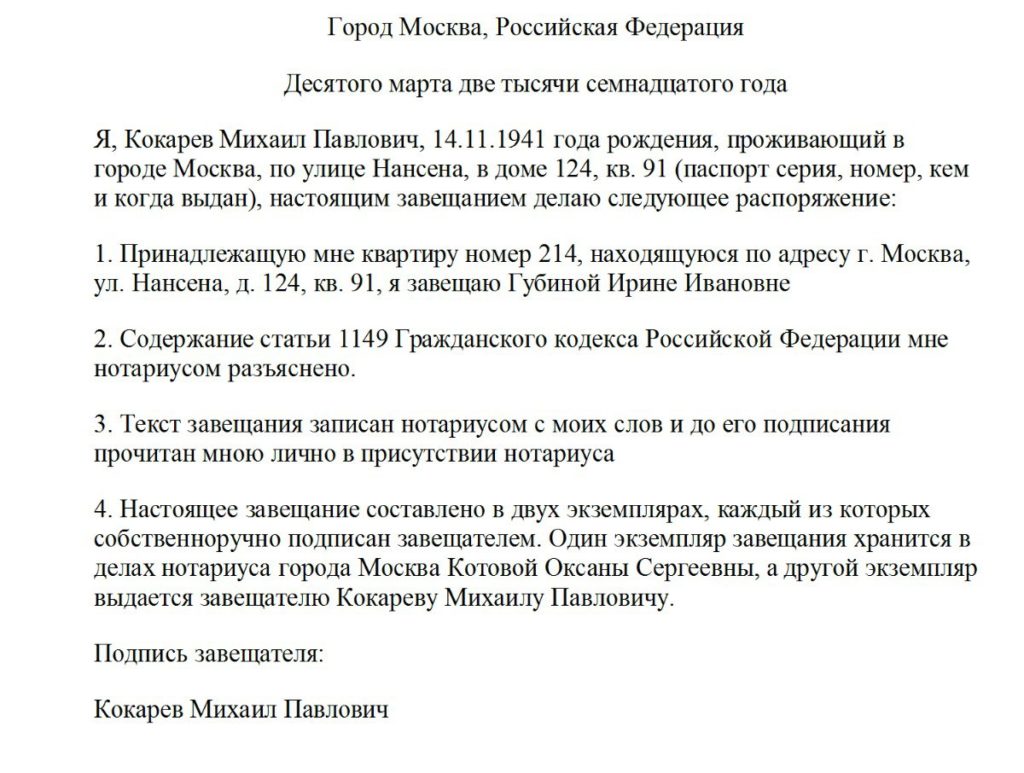 Город Москва, Российская Федерация
Десятого марта две тысячи семнадцатого года
Я, Кокарев Михаил Павлович, 14.11.1941 года рождения, проживающий в
городе Москва, по улице Нансена, в доме 124, кв. 91 (паспорт серия, номер, кем
и когда выдан), настоящим завещанием делаю следующее распоряжение:
1. Принадлежащую мне квартиру номер 214, находящуюся по адресу г. Москва,
ул. Нансена, д. 124, кв. 91, я завещаю Губиной Ирине Ивановне
2. Содержание статьи 1149 Гражданского кодекса Российской Федерации мне
нотариусом разъяснено.
3. Текст завещания записан нотариусом с моих слов и до его подписания
прочитан мною лично в присутствии нотариуса
4. Настоящее завещание составлено в двух экземплярах, каждый из которых
собственноручно подписан завещателем. Один экземпляр завещания хранится в
делах нотариуса города Москва Котовой Оксаны Сергеевны, а другой экземпляр
выдается завещателю Кокареву Михаилу Павловичу.
Подпись завещателя:
Кокарев Михаил Павлович